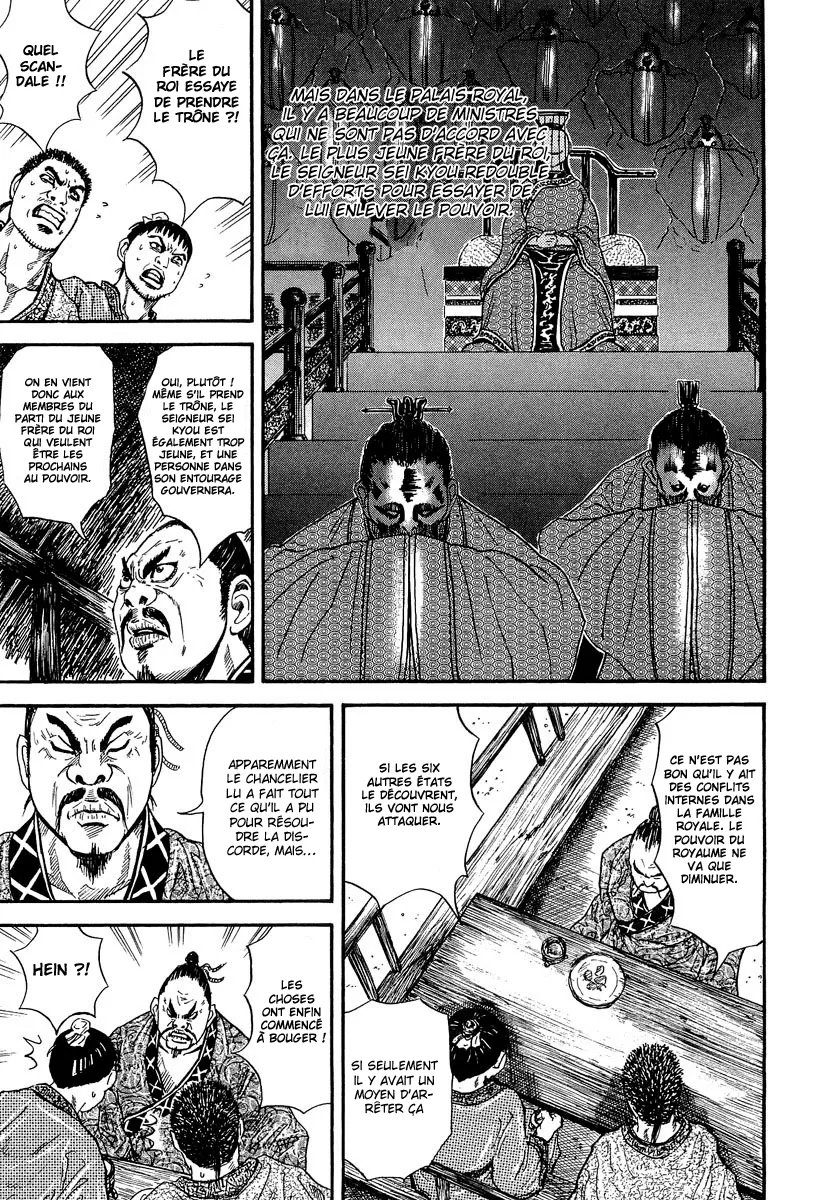 MAIS DANS LE PALAIS ROYAL,
IL Y A BEAUCOUP DE MINISTRES
QUI NE SONT PAS D'ACCORD AVEC
ÇA. LE PLUS JEUNE FRÈRE DU ROI,
LE SEIGNEUR SEI KYOU REDOUBLE
D'EFFORTS POUR ESSAYER DE
LUI ENLEVER LE POUVOIR.
LE
FRÈRE DU
ROI ESSAYE
DE PRENDRE
LE TRÔNE ?!
QUEL
SCAN-
DALE !!
OUI, PLUTÔT !
MÊME S'IL PREND
LE TRÔNE, LE
SEIGNEUR SEI
KYOU EST
ÉGALEMENT TROP
JEUNE, ET UNE
PERSONNE DANS
SON ENTOURAGE
GOUVERNERA.
ON EN VIENT
DONC AUX
MEMBRES DU
PARTI DU JEUNE
FRÈRE DU ROI
QUI VEULENT
ÊTRE LES
PROCHAINS
AU POUVOIR.
CE N'EST PAS
BON QU'IL Y AIT
DES CONFLITS
INTERNES DANS
LA FAMILLE
ROYALE. LE
POUVOIR DU
ROYAUME NE
VA QUE
DIMINUER.
SI LES SIX
AUTRES ÉTATS
LE DÉCOUVRENT,
ILS VONT NOUS
ATTAQUER.
SI SEULEMENT
IL Y AVAIT UN
MOYEN D'AR-
RÊTER ÇA
APPAREMMENT
LE CHANCELIER
LU A FAIT TOUT
CE QU'IL A PU
POUR RÉSOU-
DRE LA DIS-
CORDE, MAIS...
LES
CHOSES
ONT ENFIN
COMMENCÉ
À BOUGER !
HEIN ?!